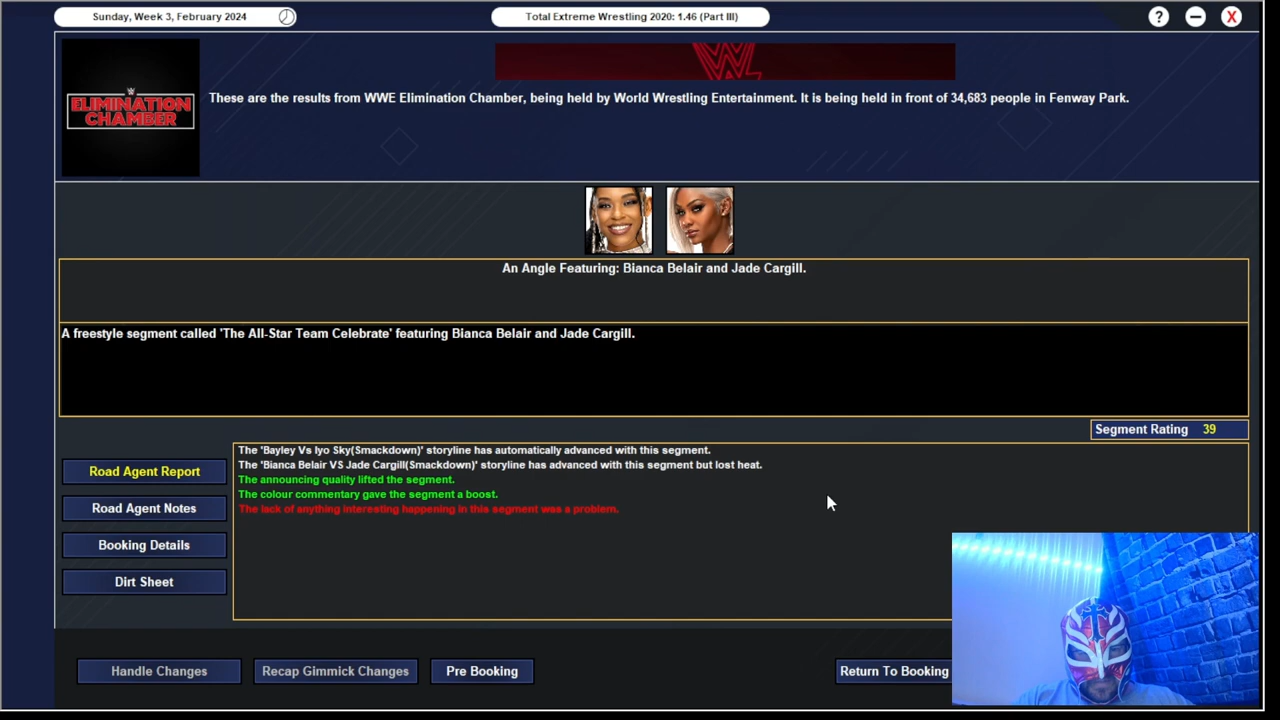 Sunday, Week 3, February 2024
Total Extreme Wrestling 2020: 1.46 (Part III)
?
X
ELIMINATION
CHAMBER
These are the results from WWE Elimination Chamber, being held by World Wrestling Entertainment. It is being held in front of 34,683 people in Fenway Park.
An Angle Featuring: Bianca Belair and Jade Cargill.
A freestyle segment called 'The All-Star Team Celebrate' featuring Bianca Belair and Jade Cargill.
Segment Rating 39
Road Agent Report
Road Agent Notes
Booking Details
Dirt Sheet
The 'Bayley Vs Iyo Sky(Smackdown)' storyline has automatically advanced with this segment.
The 'Bianca Belair VS Jade Cargill(Smackdown)' storyline has advanced with this segment but lost heat.
The announcing quality lifted the segment.
The colour commentary gave the segment a boost.
The lack of anything interesting happening in this segment was a problem.
Handle Changes
Recap Gimmick Changes
Pre Booking
Return To Booking